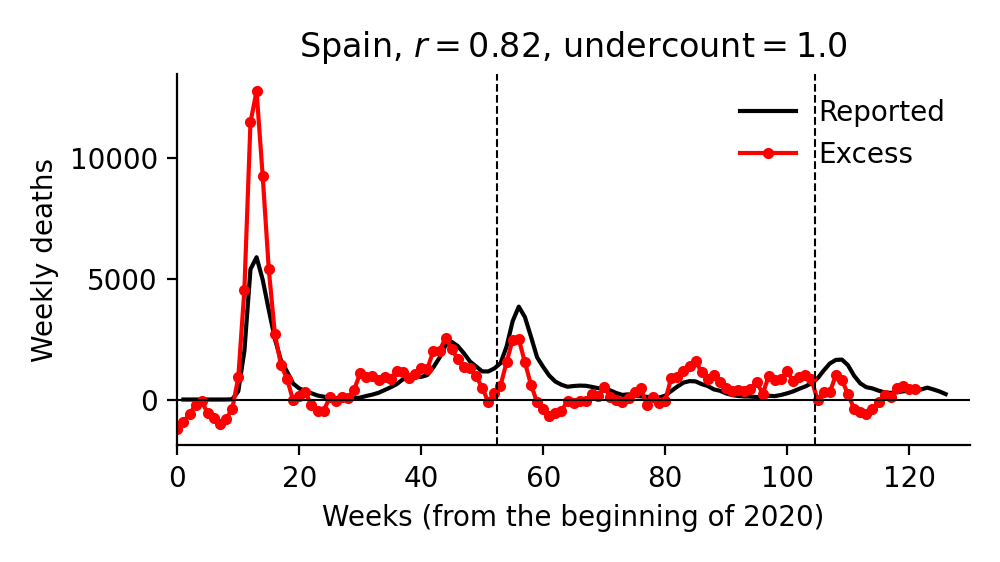 Spain, r = 0.82, undercount = 1.0
Reported
Excess
Weekly deaths
10000
5000
0
0 20 40 60 80 100 120
Weeks (from the beginning of 2020)